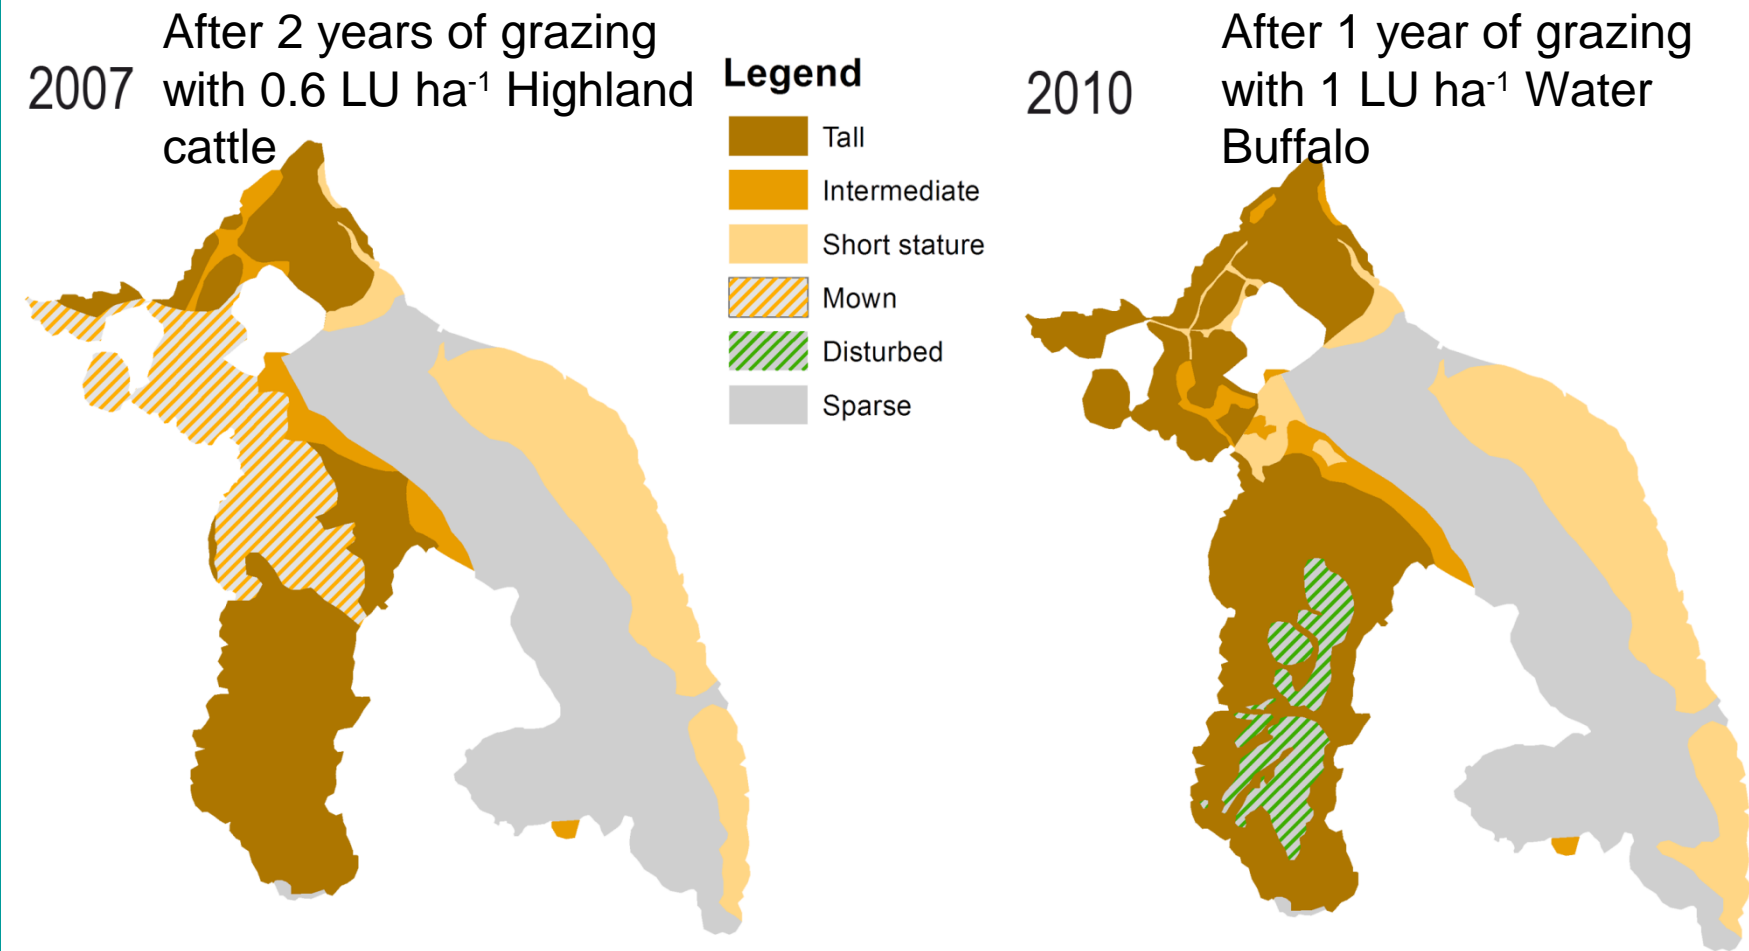 After 2 years of grazing
2007 with 0.6 LU ha⁻¹ Highland
cattle
Legend
Tall
Intermediate
Short stature
Mown
Disturbed
Sparse
After 1 year of grazing
2010 with 1 LU ha⁻¹ Water
Buffalo